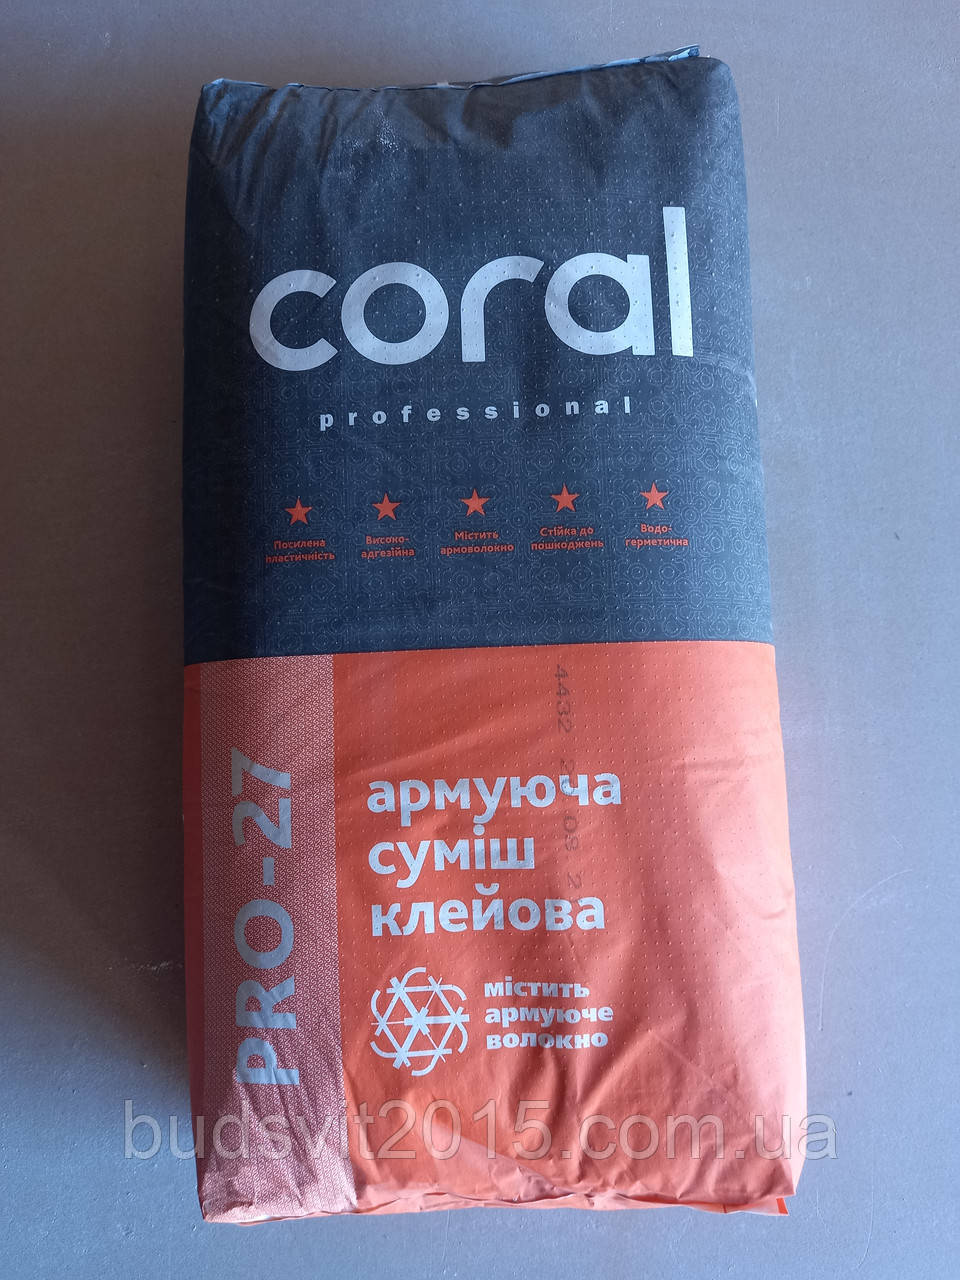 coral
professional
Посилена
пластичність
Високо-
адгезійна
Містить
армоволокно
Стійка до
пошкоджень
Водо-
герметична
PRO-27
армуюча
суміш
клейова
містить
армуюче
волокно
4432
budsvit2015.com.ua